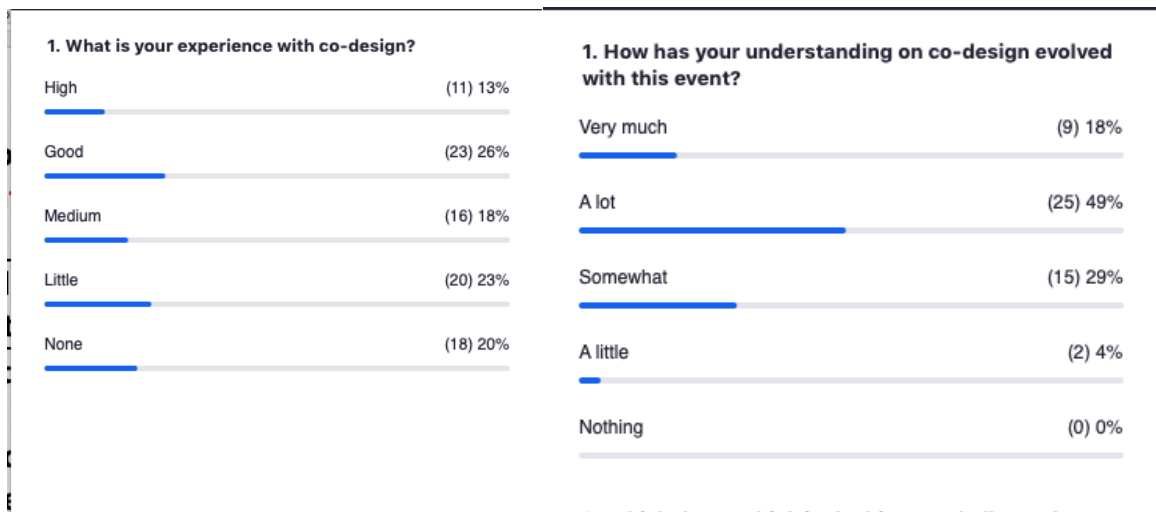 1. What is your experience with co-design?
High (11) 13%
Good (23) 26%
Medium (16) 18%
Little (20) 23%
None (18) 20%
1. How has your understanding on co-design evolved
with this event?
Very much (9) 18%
A lot (25) 49%
Somewhat (15) 29%
A little (2) 4%
Nothing (0) 0%